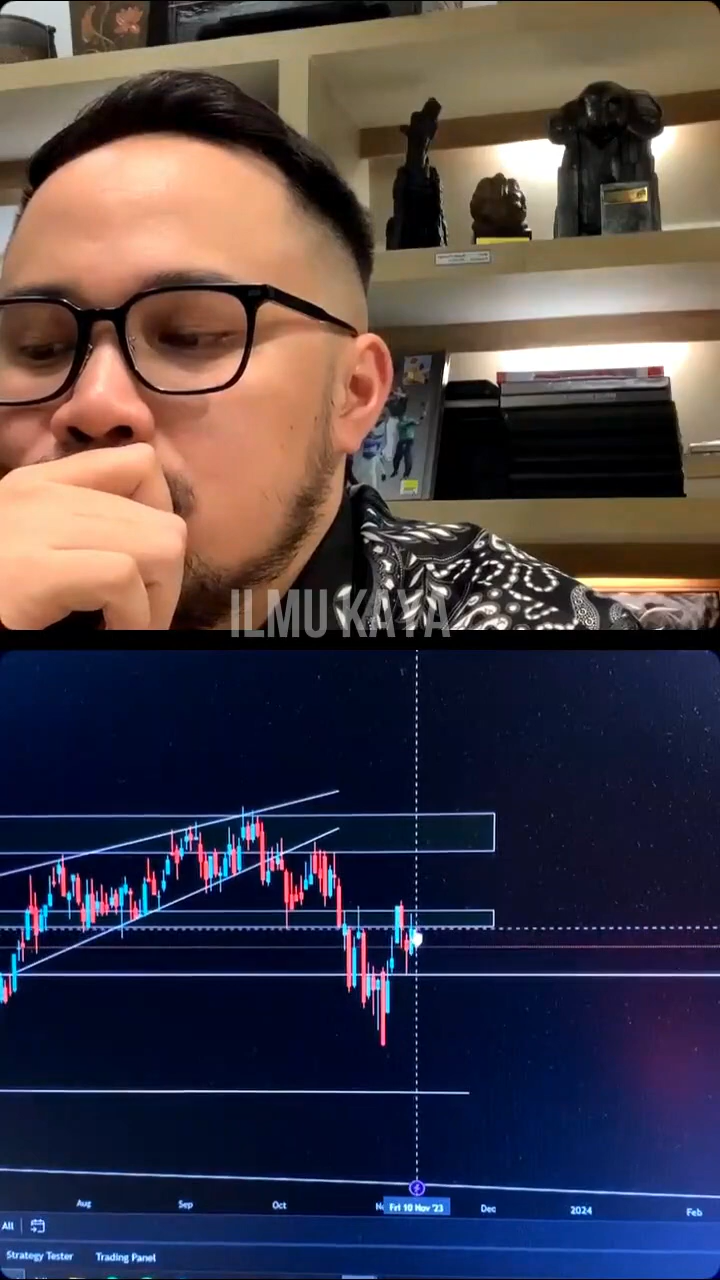 ILMU KAYA
Aug Sep Oct Fri 10 Nov '23 Dec 2024 Feb
All
Strategy Tester Trading Panel